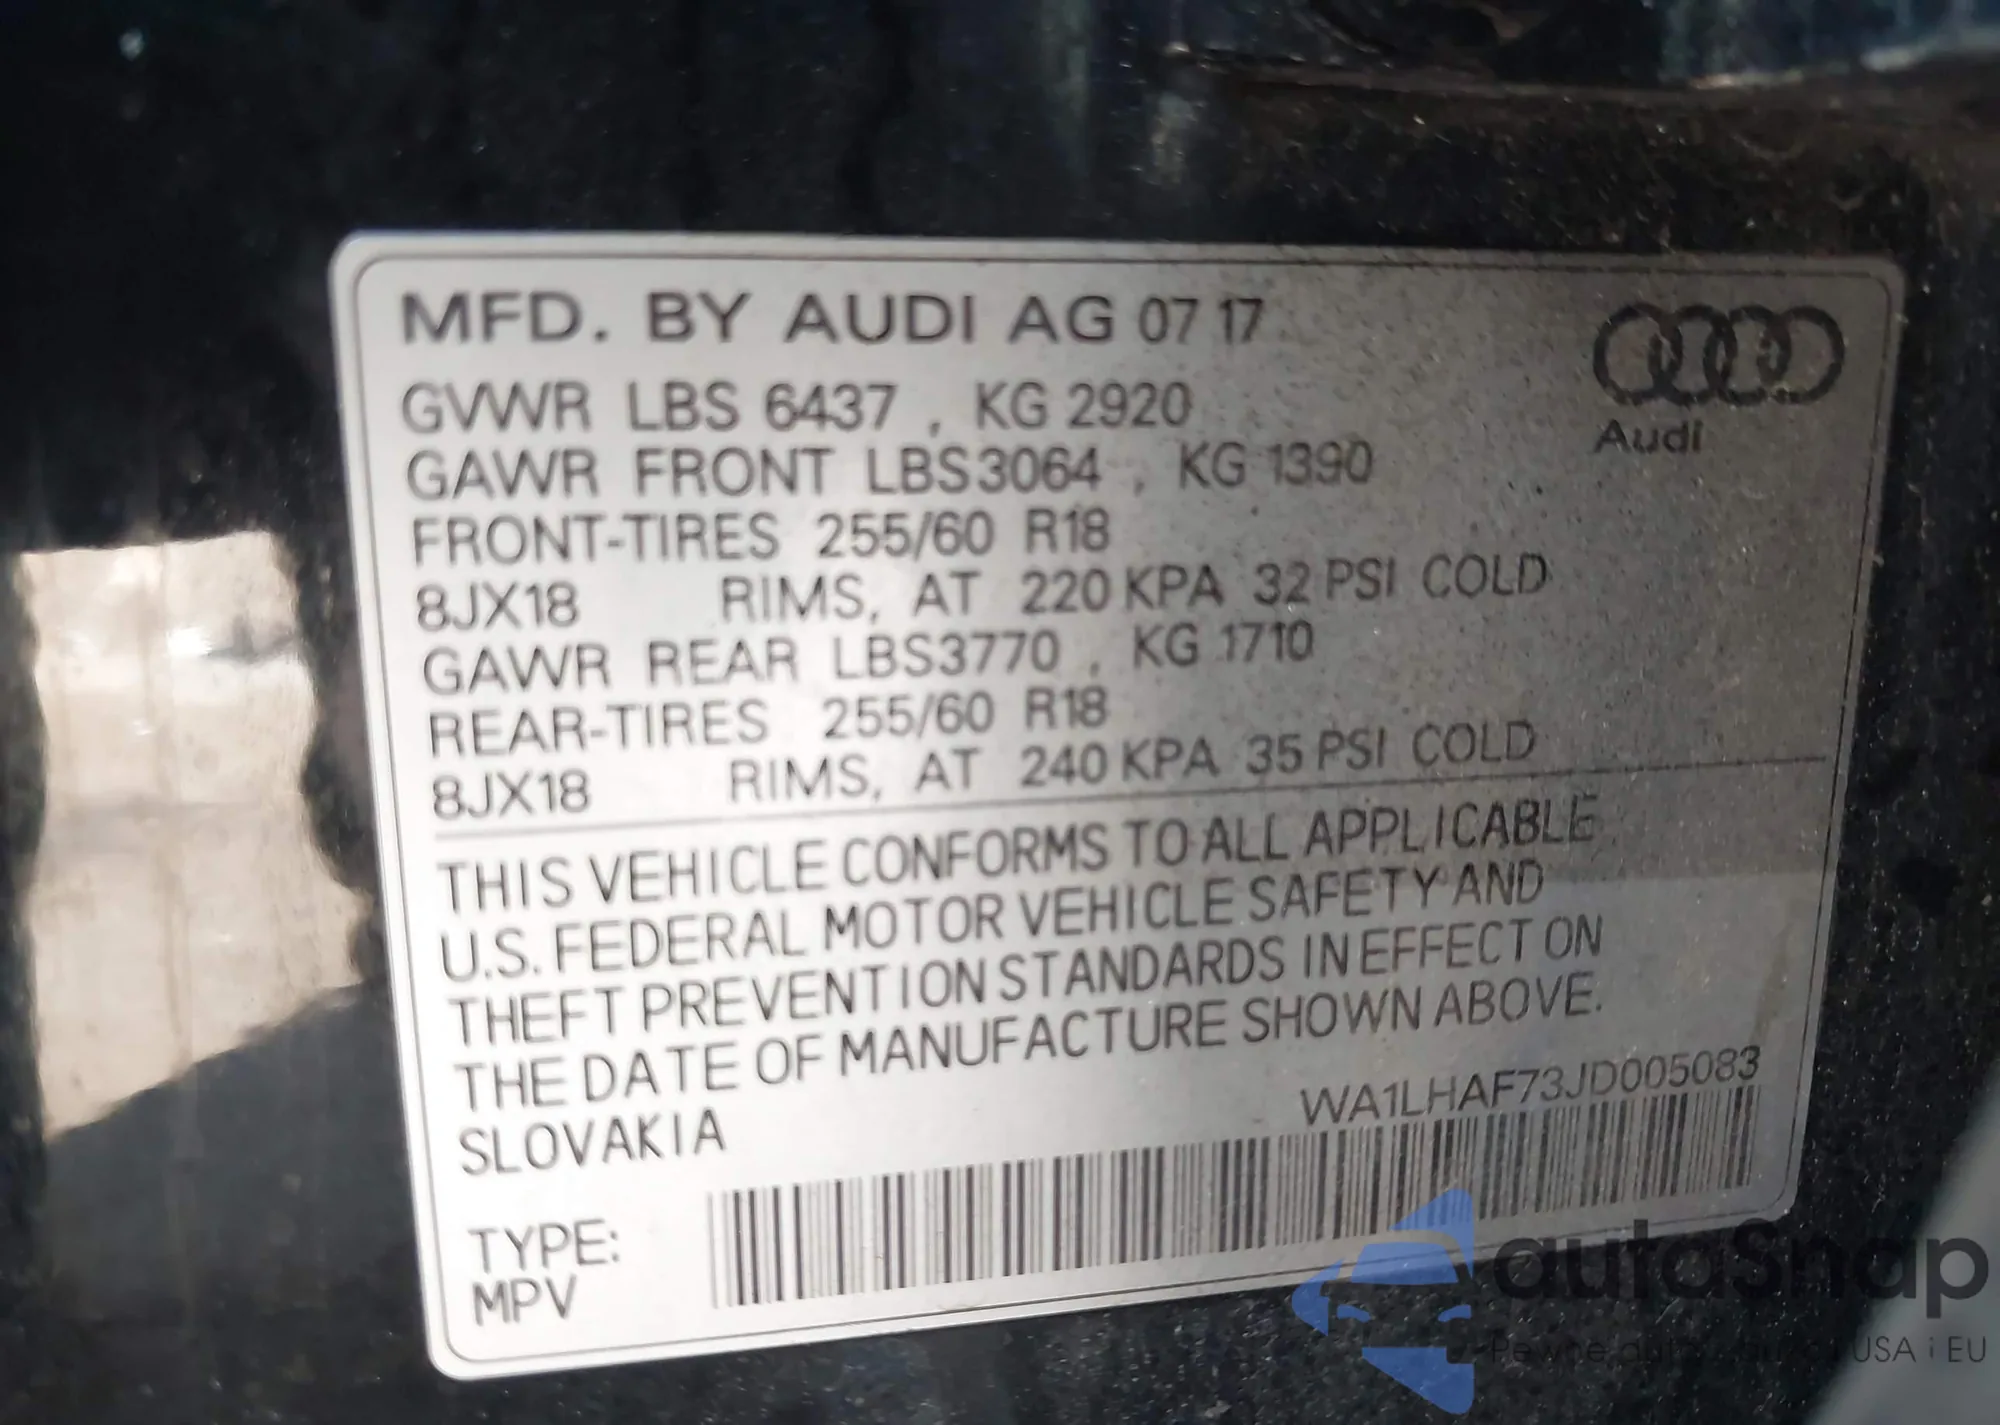 MFD. BY AUDI AG 07 17
GVWR LBS 6437 , KG 2920
GAWR FRONT LBS3064 , KG 1390
FRONT-TIRES 255/60 R18
8JX18 RIMS, AT 220 KPA 32 PSI COLD
GAWR REAR LBS3770 , KG 1710
REAR-TIRES 255/60 R18
8JX18 RIMS, AT 240 KPA 35 PSI COLD
Audi
THIS VEHICLE CONFORMS TO ALL APPLICABLE
U.S. FEDERAL MOTOR VEHICLE SAFETY AND
THEFT PREVENTION STANDARDS IN EFFECT ON
THE DATE OF MANUFACTURE SHOWN ABOVE.
SLOVAKIA
WA1LHAF73JD005083
TYPE:
MPV
autoSnap
Pewne auta USA i EU